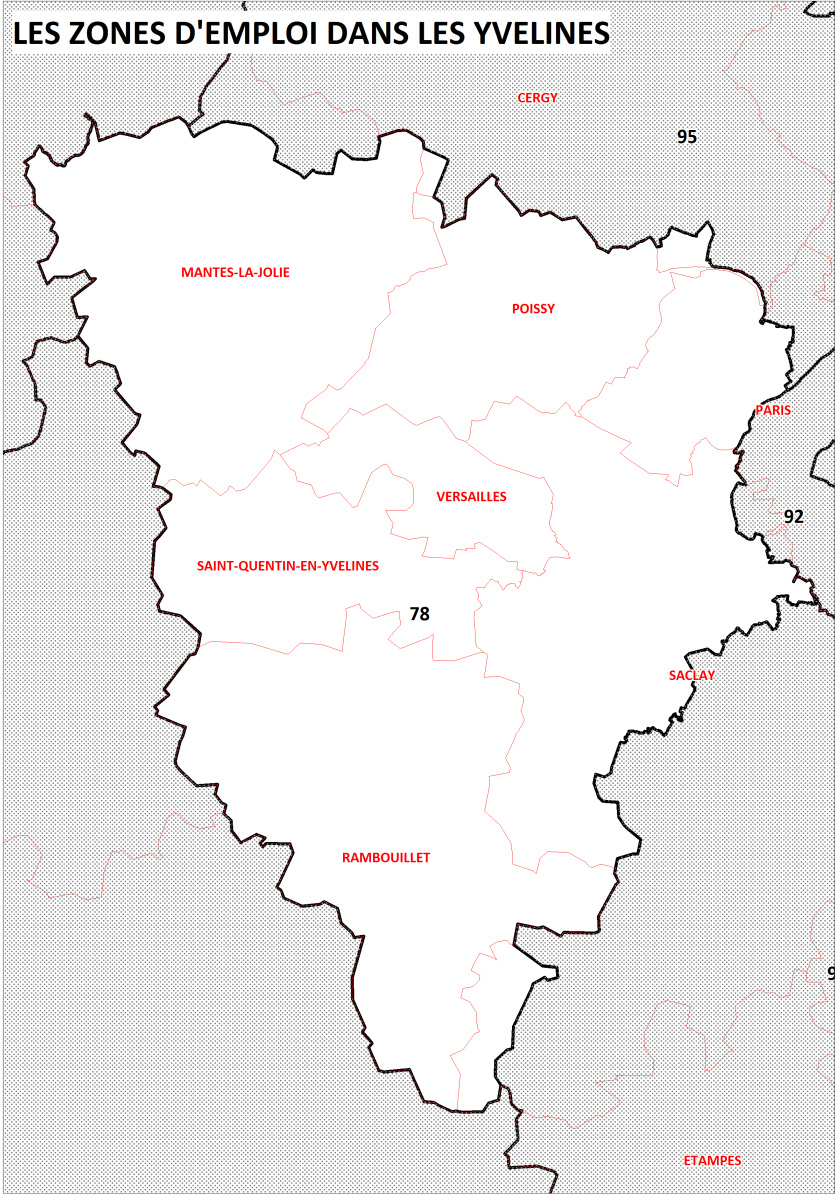 LES ZONES D'EMPLOI DANS LES YVELINES
CERGY
95
MANTES-LA-JOLIE
POISSY
PARIS
VERSAILLES
92
SAINT-QUENTIN-EN-YVELINES
78
SACLAY
RAMBOUILLET
9
ETAMPES